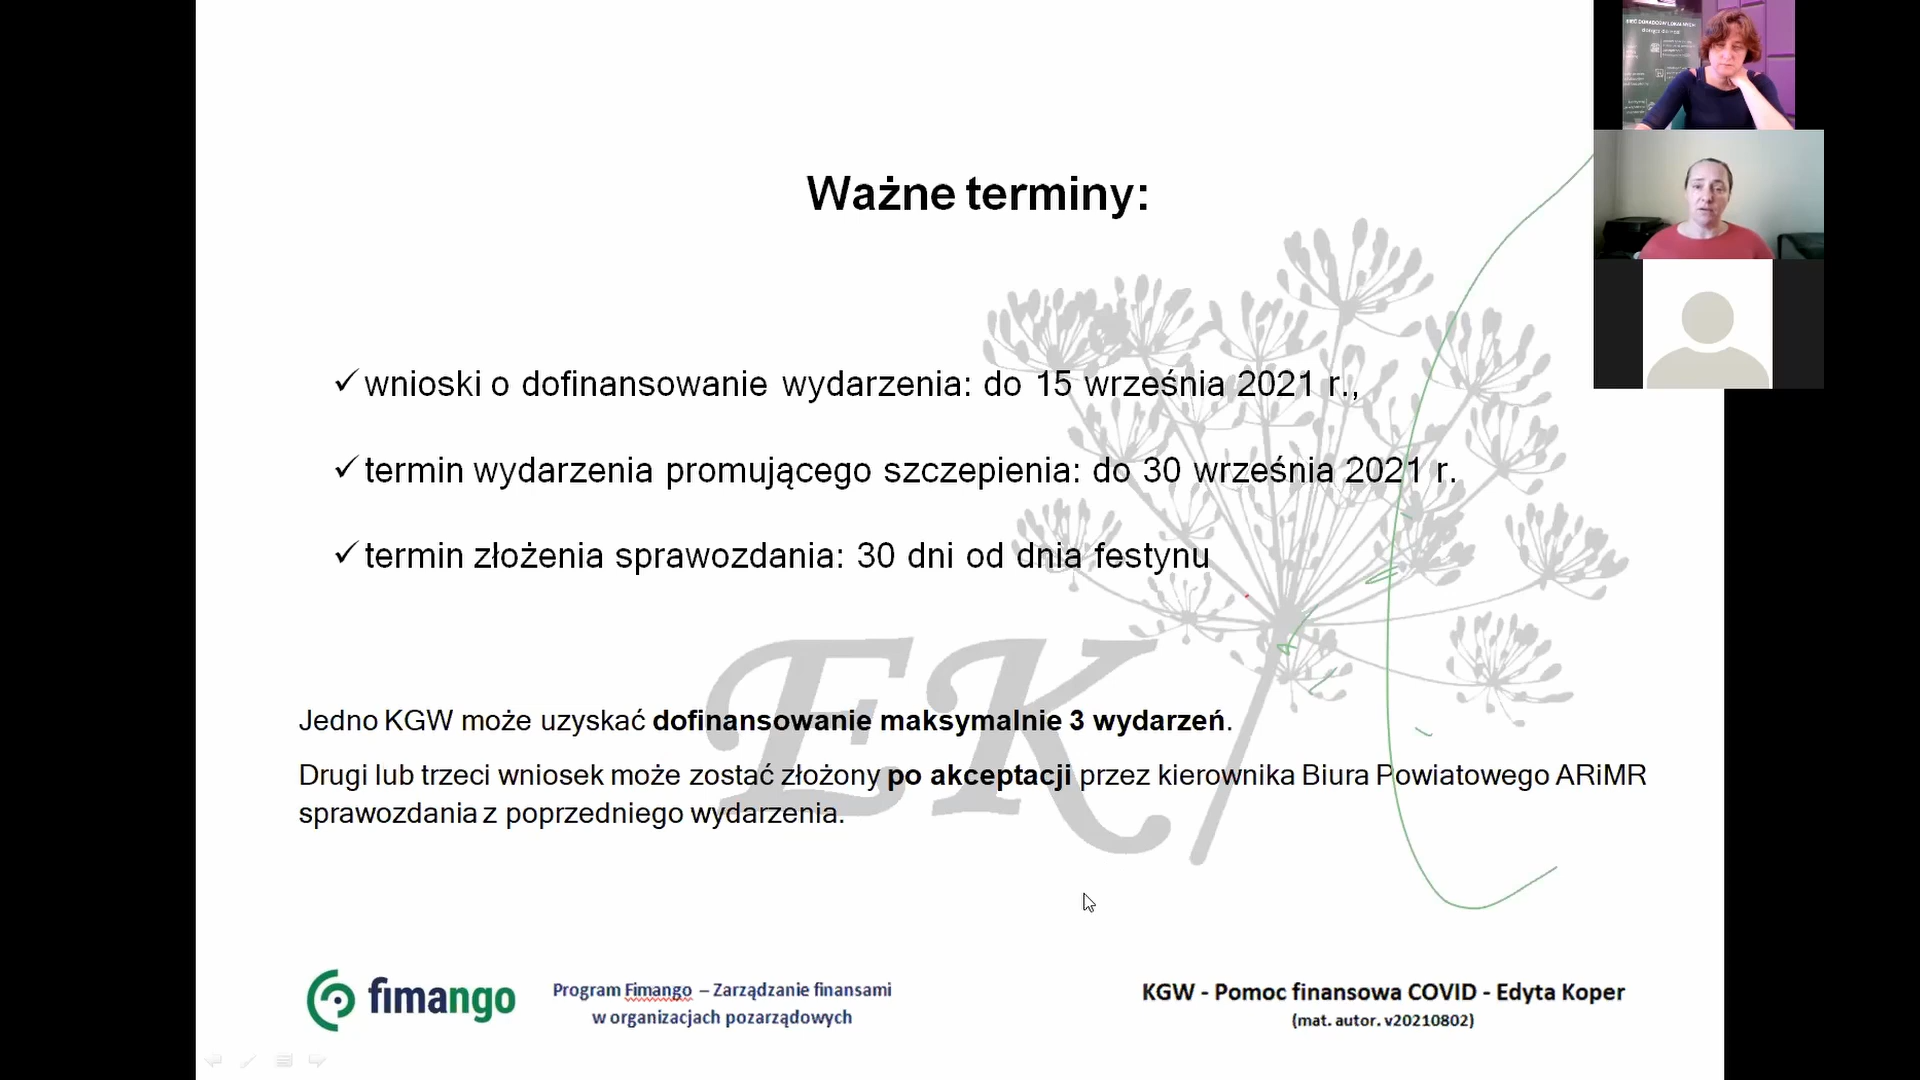 SIEĆ DORADCÓW LOKALNYCH
Ważne terminy:
✓ wnioski o dofinansowanie wydarzenia: do 15 września 2021 r.,
✓ termin wydarzenia promującego szczepienia: do 30 września 2021 r.
✓ termin złożenia sprawozdania: 30 dni od dnia festynu
EK
Jedno KGW może uzyskać dofinansowanie maksymalnie 3 wydarzeń.
Drugi lub trzeci wniosek może zostać złożony po akceptacji przez kierownika Biura Powiatowego ARiMR
sprawozdania z poprzedniego wydarzenia.
fimango
Program Fimango – Zarządzanie finansami
w organizacjach pozarządowych
KGW - Pomoc finansowa COVID - Edyta Koper
(mat. autor. v20210802)